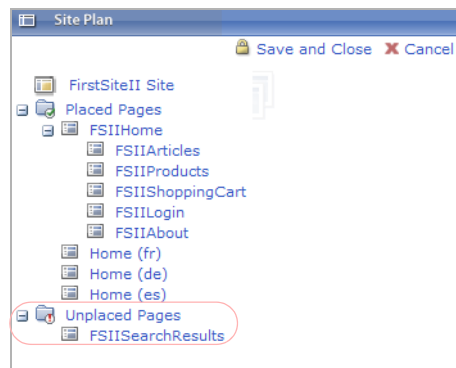 Site Plan
Save and Close Cancel
FirstSiteII Site
Placed Pages
FSIIHome
FSIIArticles
FSIIProducts
FSIIShoppingCart
FSIILogin
FSIIAbout
Home (fr)
Home (de)
Home (es)
Unplaced Pages
FSIISearchResults